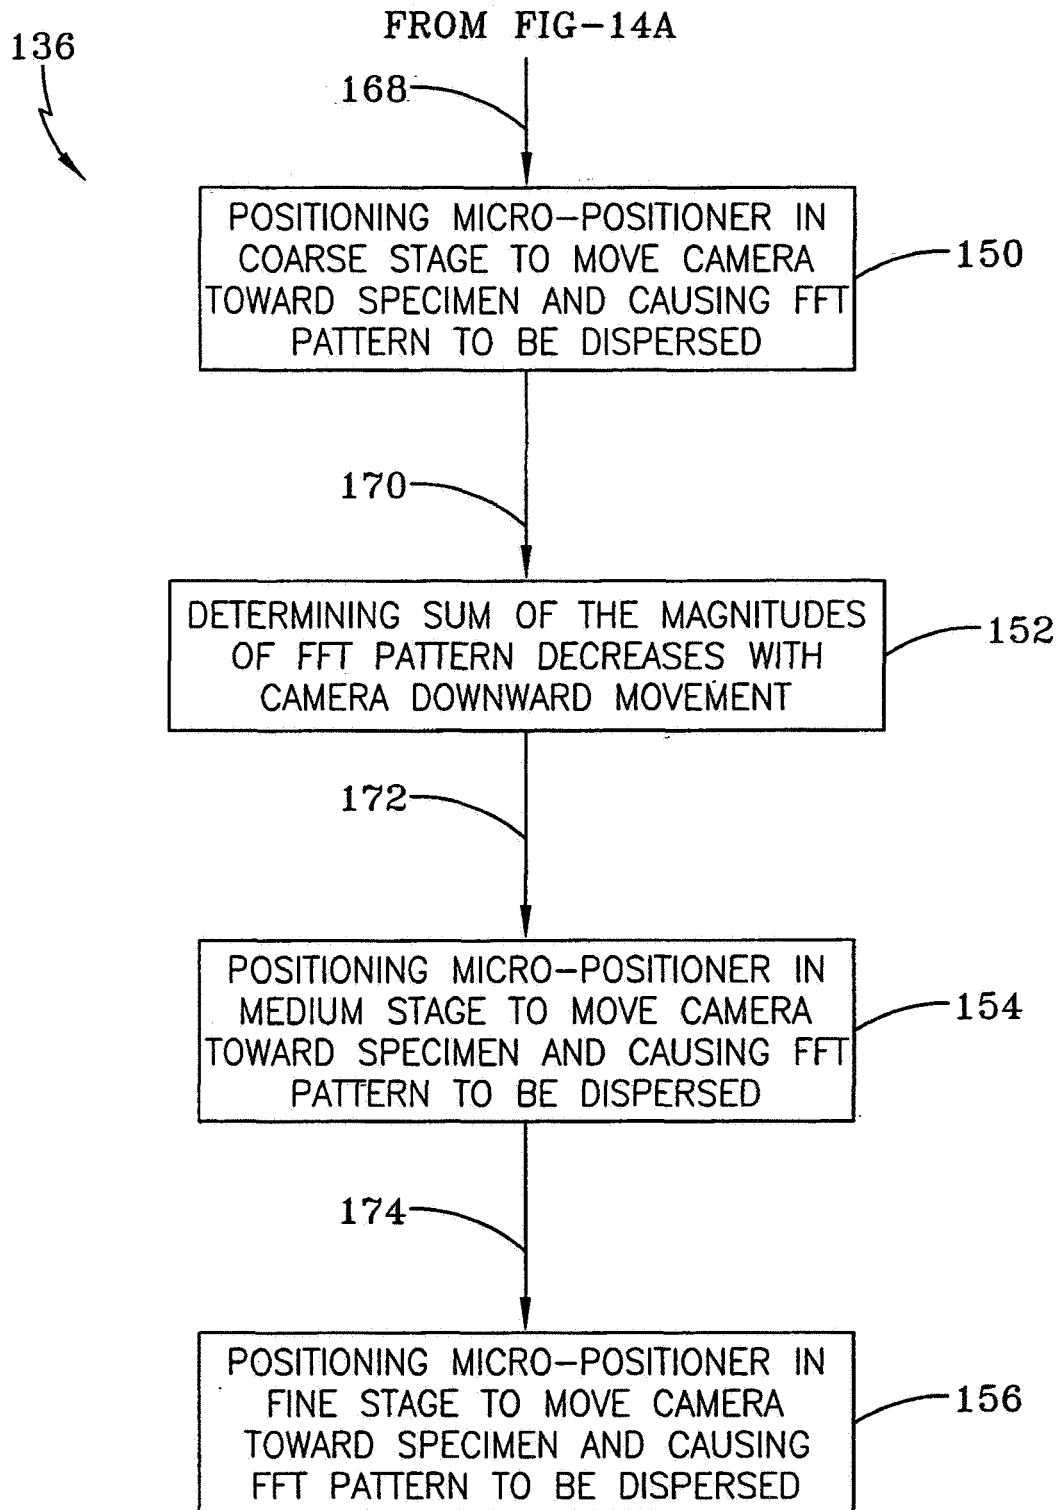 FROM FIG-14A
136
168
POSITIONING MICRO-POSITIONER IN
COARSE STAGE TO MOVE CAMERA
TOWARD SPECIMEN AND CAUSING FFT
PATTERN TO BE DISPERSED
150
170
DETERMINING SUM OF THE MAGNITUDES
OF FFT PATTERN DECREASES WITH
CAMERA DOWNWARD MOVEMENT
152
172
POSITIONING MICRO-POSITIONER IN
MEDIUM STAGE TO MOVE CAMERA
TOWARD SPECIMEN AND CAUSING FFT
PATTERN TO BE DISPERSED
154
174
POSITIONING MICRO-POSITIONER IN
FINE STAGE TO MOVE CAMERA
TOWARD SPECIMEN AND CAUSING
FFT PATTERN TO BE DISPERSED
156